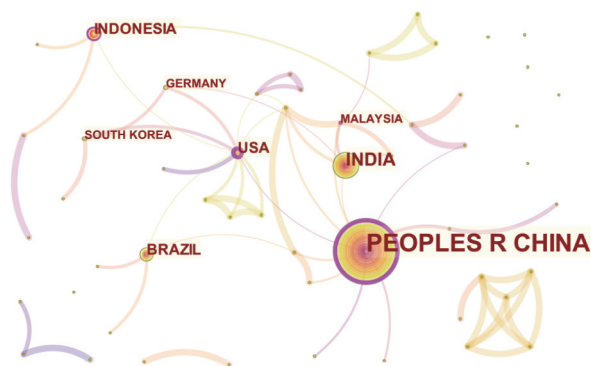 INDONESIA
GERMANY
MALAYSIA
SOUTH KOREA
USA
INDIA
PEOPLES R CHINA
BRAZIL